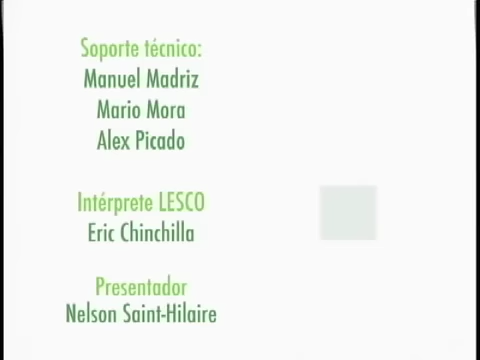 Soporte técnico:
Manuel Madriz
Mario Mora
Alex Picado
Intérprete LESCO
Eric Chinchilla
Presentador
Nelson Saint-Hilaire